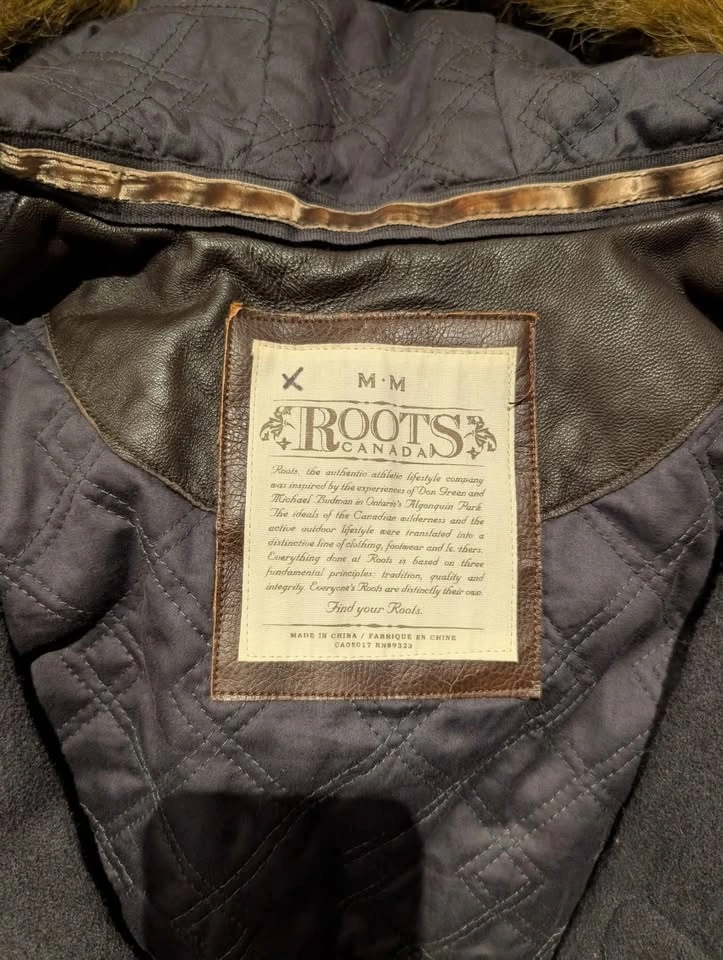 M·M
ROOTS
CANADA
Roots, the authentic athletic lifestyle company
was inspired by the experiences of Don Green and
Michael Budman in Ontario's Algonquin Park.
The ideals of the Canadian wilderness and the
active outdoor lifestyle were translated into a
distinctive line of clothing, footwear and leathers.
Everything done at Roots is based on three
fundamental principles: tradition, quality and
integrity. Everyone's Roots are distinctly their own.
Find your Roots.
MADE IN CHINA / FABRIQUÉ EN CHINE
CA05017 RN89323